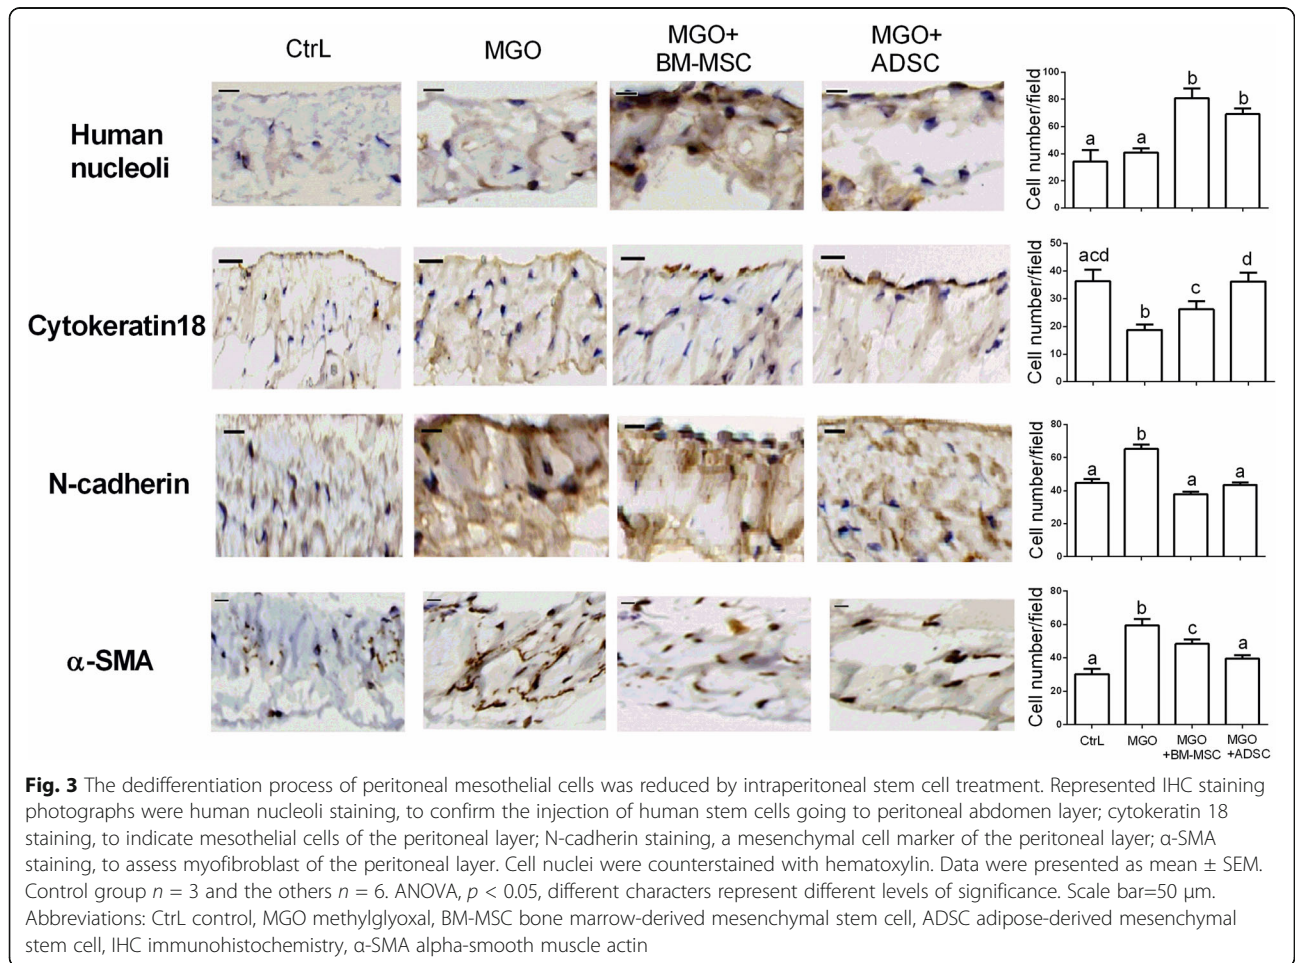 CtrL
MGO
MGO+
BM-MSC
MGO+
ADSC
Human
nucleoli
Cell number/field
100
80
60
40
20
0
a
a
b
b
Cytokeratin18
Cell number/field
50
40
30
20
10
0
acd
b
c
d
N-cadherin
Cell number/field
80
60
40
20
0
a
b
a
a
α-SMA
Cell number/field
80
60
40
20
0
a
b
c
a
CtrL
MGO
MGO
+BM-MSC
MGO
+ADSC
Fig. 3 The dedifferentiation process of peritoneal mesothelial cells was reduced by intraperitoneal stem cell treatment. Represented IHC staining
photographs were human nucleoli staining, to confirm the injection of human stem cells going to peritoneal abdomen layer; cytokeratin 18
staining, to indicate mesothelial cells of the peritoneal layer; N-cadherin staining, a mesenchymal cell marker of the peritoneal layer; α-SMA
staining, to assess myofibroblast of the peritoneal layer. Cell nuclei were counterstained with hematoxylin. Data were presented as mean ± SEM.
Control group n = 3 and the others n = 6. ANOVA, p < 0.05, different characters represent different levels of significance. Scale bar=50 μm.
Abbreviations: CtrL control, MGO methylglyoxal, BM-MSC bone marrow-derived mesenchymal stem cell, ADSC adipose-derived mesenchymal
stem cell, IHC immunohistochemistry, α-SMA alpha-smooth muscle actin